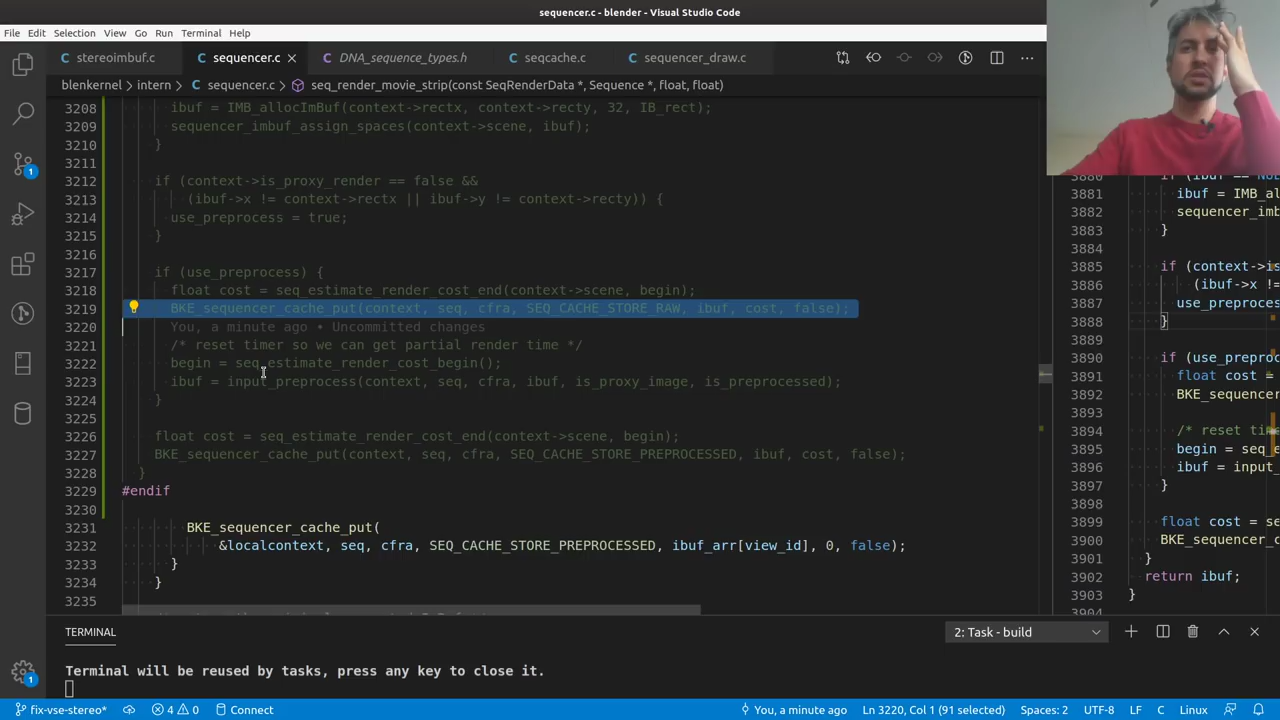 sequencer.c - blender - Visual Studio Code
File Edit Selection View Go Run Terminal Help
stereoimbuf.c sequencer.c DNA_sequence_types.h seqcache.c sequencer_draw.c
blenkernel > intern > sequencer.c > seq_render_movie_strip(const SeqRenderData *, Sequence *, float, float)
3208 ibuf = IMB_allocImBuf(context->rectx, context->recty, 32, IB_rect);
3209 sequencer_imbuf_assign_spaces(context->scene, ibuf);
3210 }
3211
3212 if (context->is_proxy_render == false &&
3213 (ibuf->x != context->rectx || ibuf->y != context->recty)) {
3214 use_preprocess = true;
3215 }
3216
3217 if (use_preprocess) {
3218 float cost = seq_estimate_render_cost_end(context->scene, begin);
3219 BKE_sequencer_cache_put(context, seq, cfra, SEQ_CACHE_STORE_RAW, ibuf, cost, false);
3220 You, a minute ago • Uncommitted changes
3221 /* reset timer so we can get partial render time */
3222 begin = seq_estimate_render_cost_begin();
3223 ibuf = input_preprocess(context, seq, cfra, ibuf, is_proxy_image, is_preprocessed);
3224 }
3225
3226 float cost = seq_estimate_render_cost_end(context->scene, begin);
3227 BKE_sequencer_cache_put(context, seq, cfra, SEQ_CACHE_STORE_PREPROCESSED, ibuf, cost, false);
3228 }
3229 #endif
3230
3231 BKE_sequencer_cache_put(
3232 &localcontext, seq, cfra, SEQ_CACHE_STORE_PREPROCESSED, ibuf_arr[view_id], 0, false);
3233 }
3234 }
3235
3881 ibuf = IMB_al
3882 sequencer_imb
3883 }
3884
3885 if (context->is
3886 (ibuf->x !=
3887 use_preproces
3888 }
3889
3890 if (use_preproc
3891 float cost =
3892 BKE_sequencer
3893
3894 /* reset time
3895 begin = seq_e
3896 ibuf = input_
3897 }
3898
3899 float cost = se
3900 BKE_sequencer_c
3901 }
3902 return ibuf;
3903 }
3904
TERMINAL
2: Task - build
Terminal will be reused by tasks, press any key to close it.
fix-vse-stereo* 4 0 Connect You, a minute ago Ln 3220, Col 1 (91 selected) Spaces: 2 UTF-8 LF C Linux